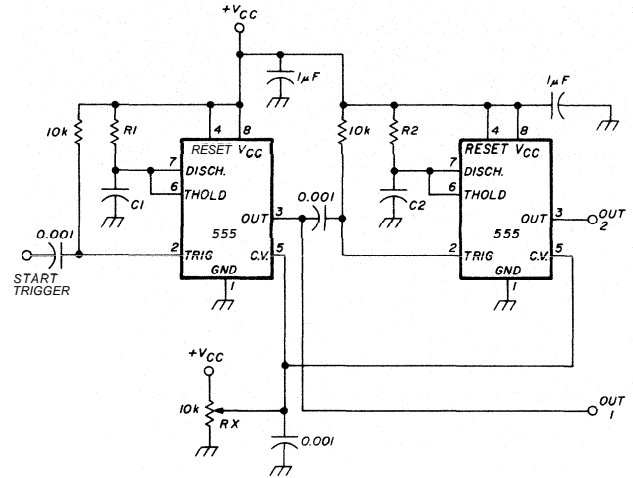 +VCC
1µF
1µF
10k
R1
4
8
RESET VCC
7
DISCH.
6
THOLD
C1
0.001
3
OUT
555
0.001
2
TRIG
5
C.V.
GND
1
START
TRIGGER
10k
R2
4
8
RESET VCC
7
DISCH.
6
THOLD
C2
OUT
3
OUT
2
555
2
TRIG
5
C.V.
GND
1
+VCC
10k
RX
0.001
OUT
1